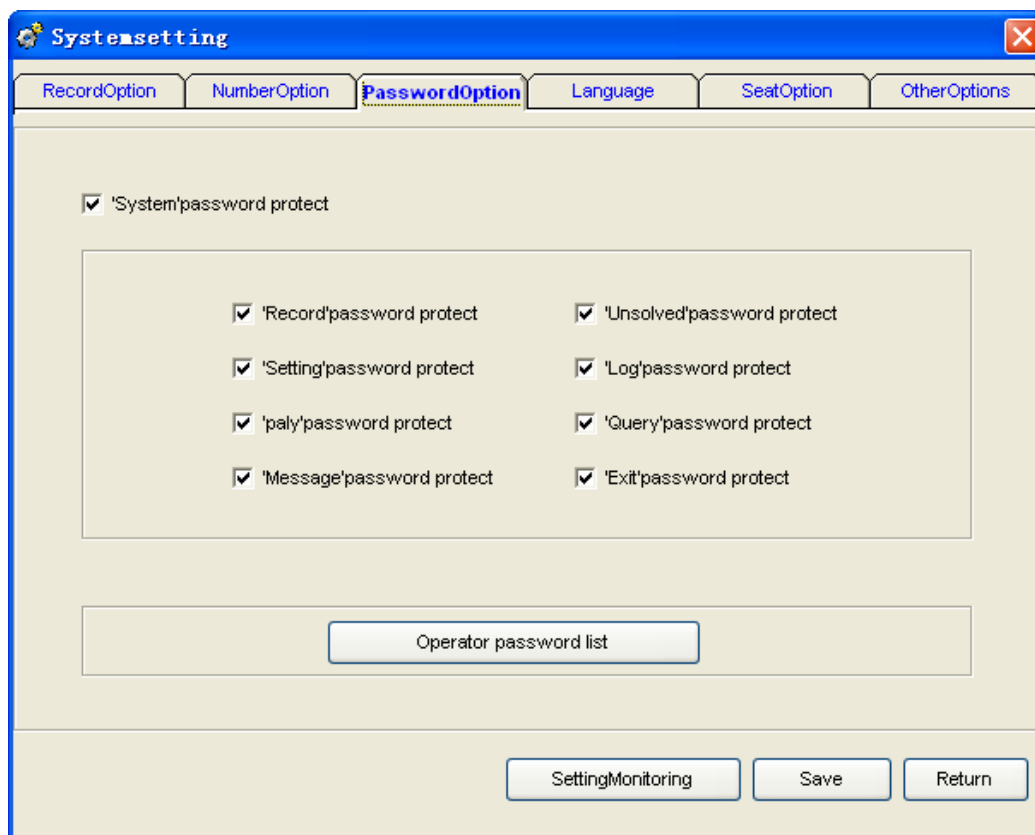 Systemsetting
RecordOption NumberOption PasswordOption Language SeatOption OtherOptions
'System'password protect
'Record'password protect 'Unsolved'password protect
'Setting'password protect 'Log'password protect
'paly'password protect 'Query'password protect
'Message'password protect 'Exit'password protect
Operator password list
SettingMonitoring Save Return